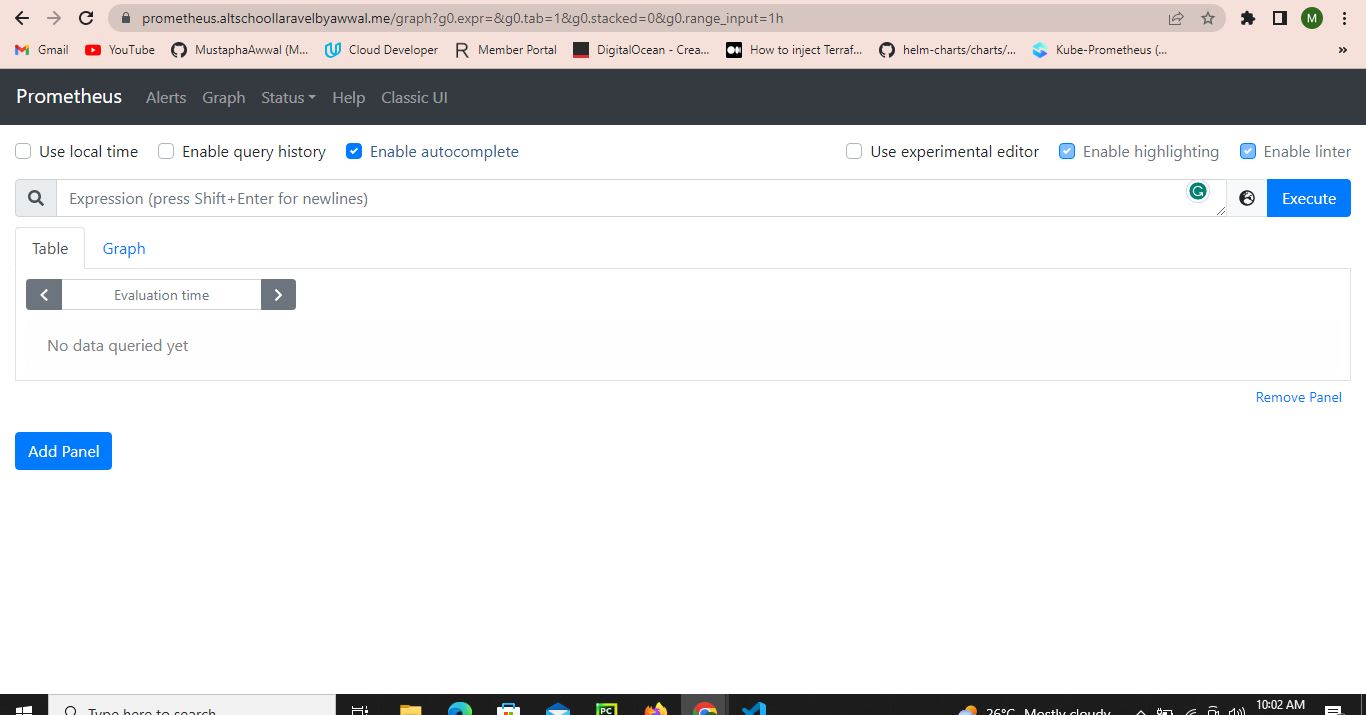 prometheus.altschoollaravelbyawwal.me/graph?g0.expr=&g0.tab=1&g0.stacked=0&g0.range_input=1h
M
Gmail YouTube MustaphaAwwal (M... Cloud Developer Member Portal DigitalOcean - Crea... How to inject Terraf... helm-charts/charts/... Kube-Prometheus (... »
Prometheus Alerts Graph Status Help Classic UI
Use local time Enable query history Enable autocomplete Use experimental editor Enable highlighting Enable linter
Expression (press Shift+Enter for newlines) Execute
Table Graph
Evaluation time
No data queried yet
Remove Panel
Add Panel
Type here to search PC 26°C Mostly cloudy 10:02 AM